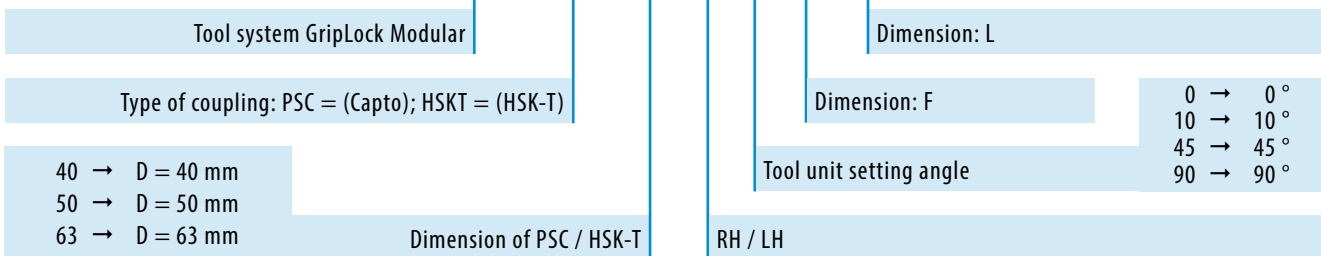 Tool system GripLock Modular
Dimension: L
Type of coupling: PSC = (Capto); HSKT = (HSK-T)
Dimension: F
0 → 0 °
10 → 10 °
45 → 45 °
90 → 90 °
Tool unit setting angle
40 → D = 40 mm
50 → D = 50 mm
63 → D = 63 mm
Dimension of PSC / HSK-T
RH / LH